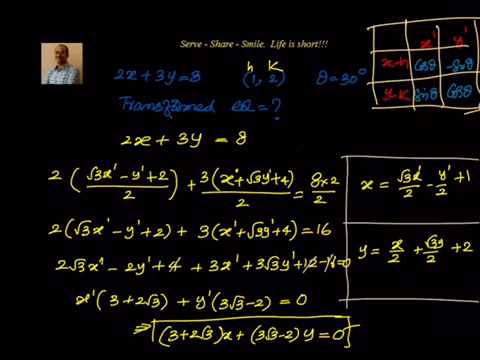 Serve - Share - Smile. Life is short!!!
h K
2x + 3y = 8 (1, 2) θ = 30°
x' y'
x-h cosθ -sinθ
y-K sinθ cosθ
Transformed eqn = ?
2x + 3y = 8
2 ( (√3x' - y' + 2) / 2 ) + 3(x' + √3y' + 4) / 2 = 8×2 / 2
x = √3x'/2 - y'/2 + 1
2(√3x' - y' + 2) + 3(x' + √3y' + 4) = 16
y = x/2 + √3y/2 + 2
2√3x' - 2y' + 4 + 3x' + 3√3y' + 12 - 16 = 0
x'(3 + 2√3) + y'(3√3 - 2) = 0
⇒ (3 + 2√3)x + (3√3 - 2)y = 0